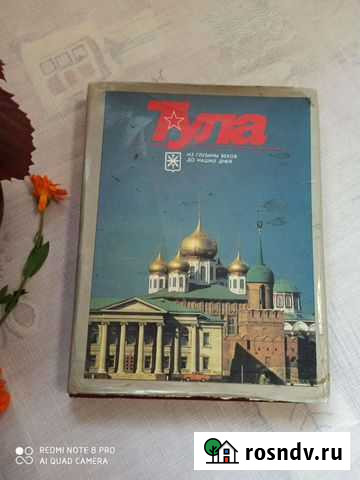 Тула
ИЗ ГЛУБИНЫ ВЕКОВ
ДО НАШИХ ДНЕЙ
REDMI NOTE 8 PRO
AI QUAD CAMERA
rosndv.ru